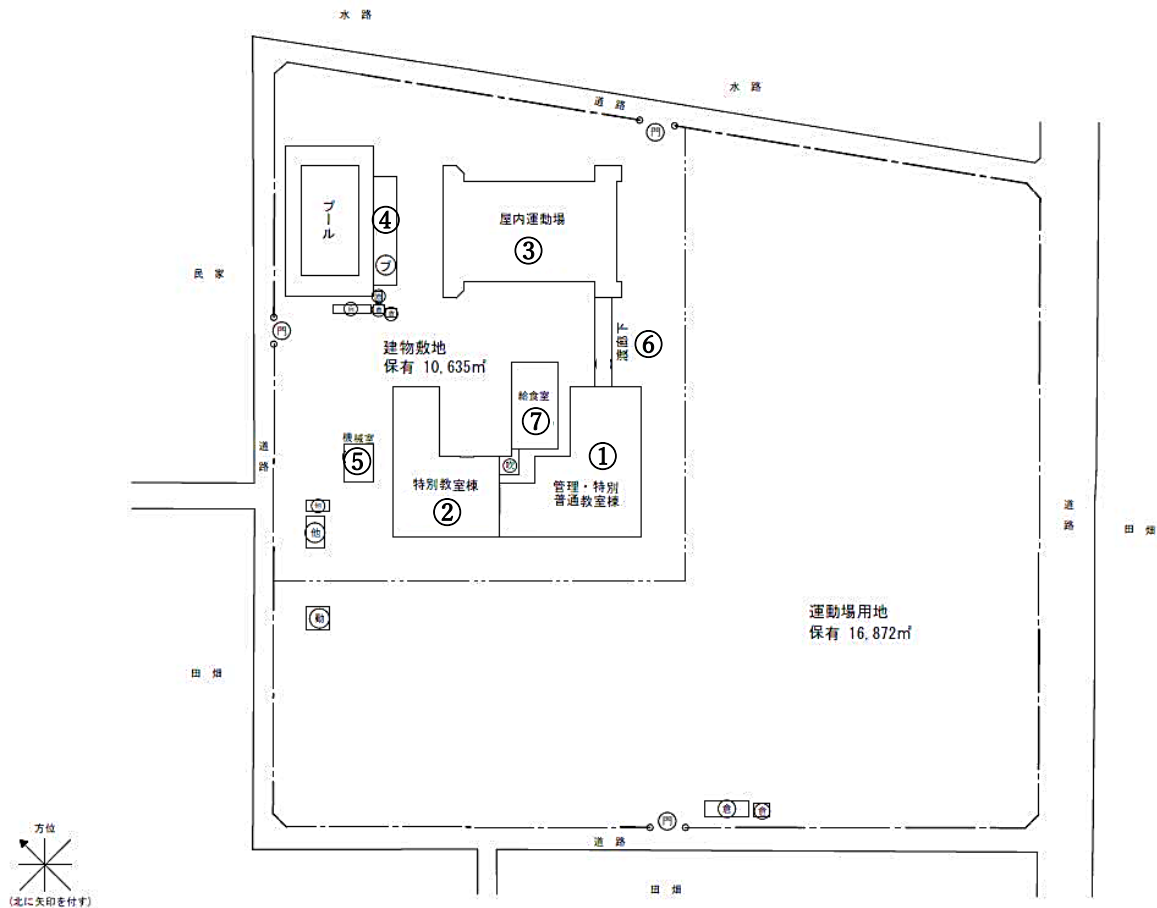 水 路
水 路
道 路
門
プール
④
プ
屋内運動場
③
民 家
門
建物敷地
保有 10,635㎡
渡廊下
⑥
給食室
⑦
機械室
⑤
道路
①
吹
特別教室棟
②
管理・特別
普通教室棟
他
道路
田 畑
動
運動場用地
保有 16,872㎡
田 畑
倉
倉
門
道 路
方位
田 畑
(北に矢印を付す)